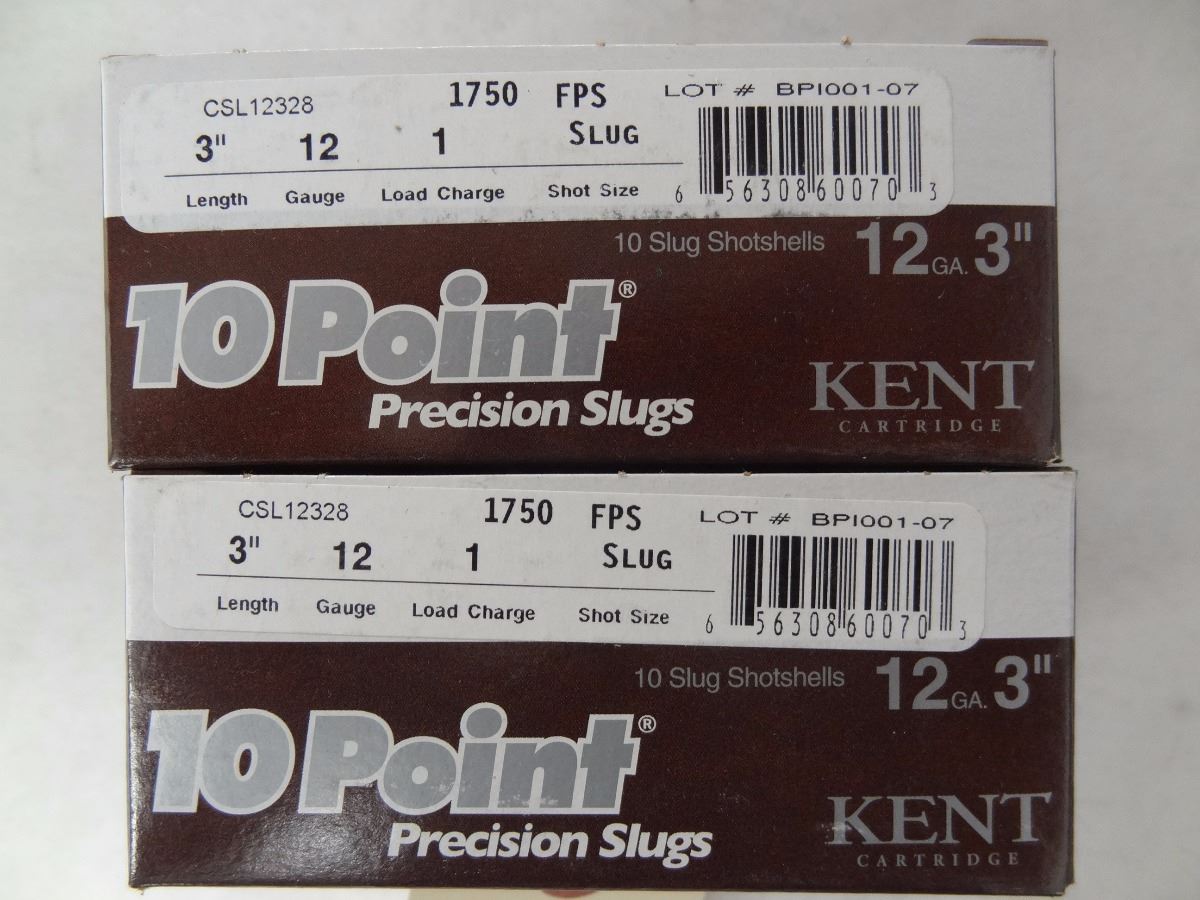 CSL12328 1750 FPS LOT # BPI001-07
3" 12 1 SLUG
Length Gauge Load Charge Shot Size 6 56308 60070 3
10 Slug Shotshells 12 GA. 3"
10 Point®
Precision Slugs
KENT
CARTRIDGE
CSL12328 1750 FPS LOT # BPI001-07
3" 12 1 SLUG
Length Gauge Load Charge Shot Size 6 56308 60070 3
10 Slug Shotshells 12 GA. 3"
10 Point®
Precision Slugs
KENT
CARTRIDGE